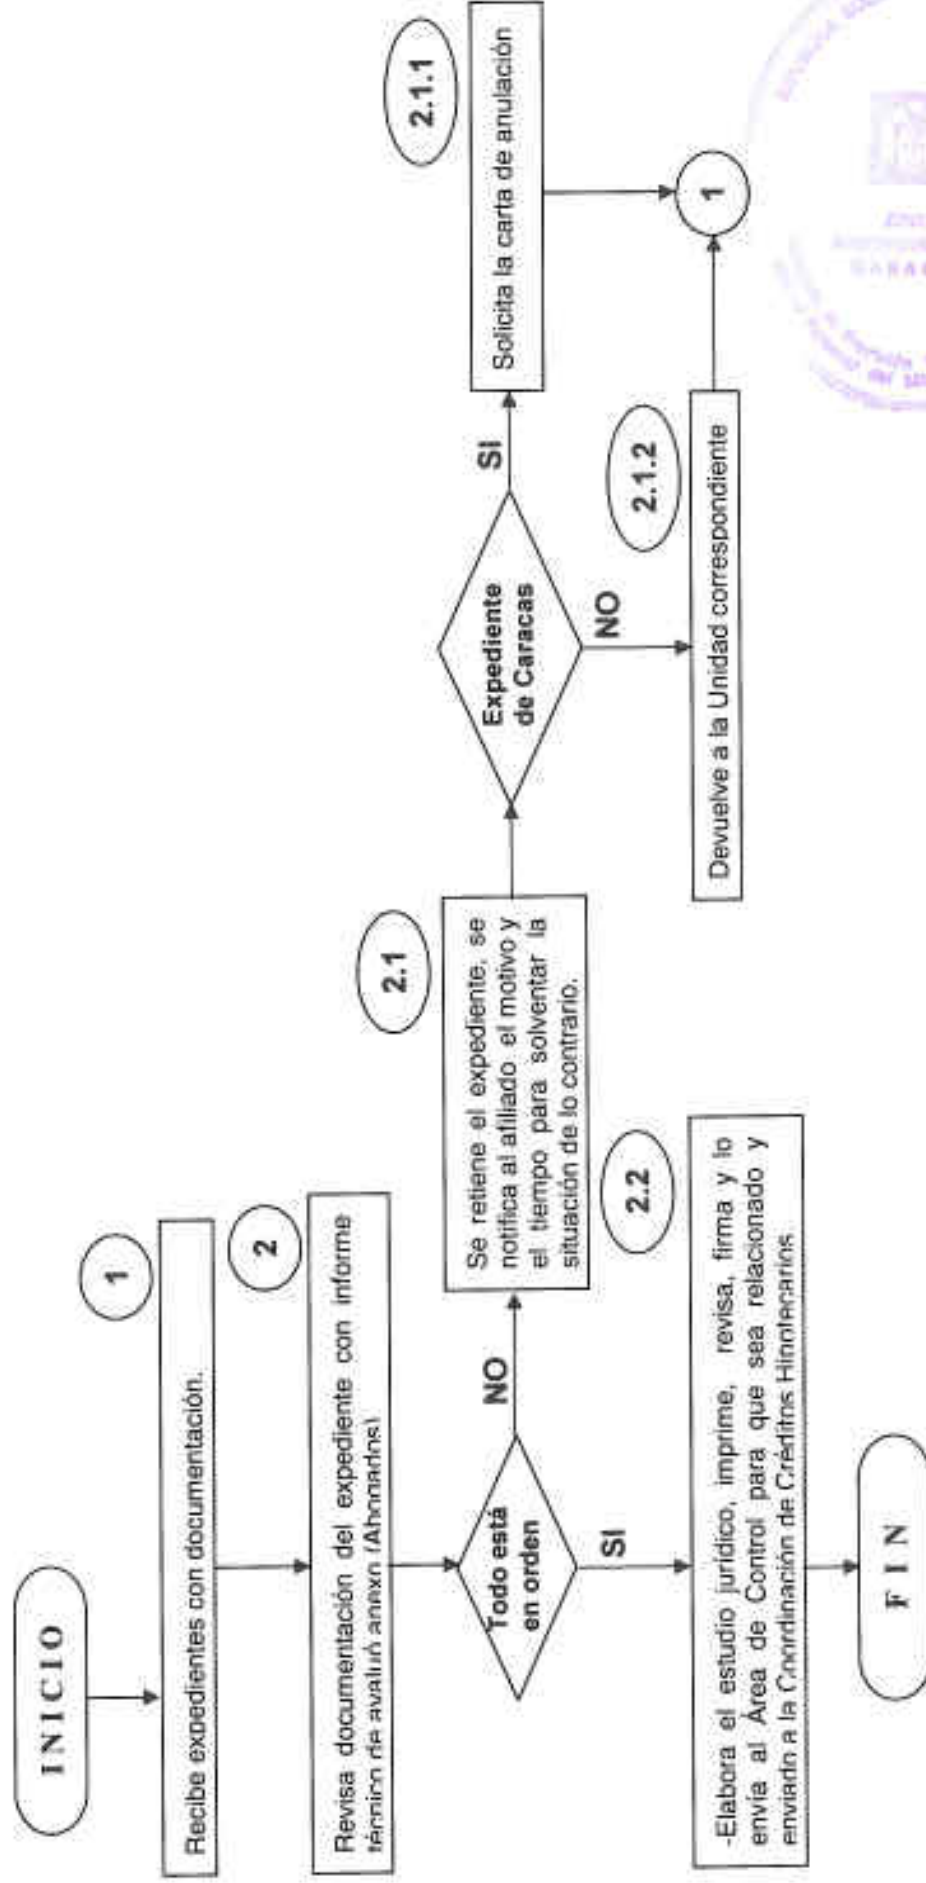 INICIO
1
Recibe expedientes con documentación.
2
Revisa documentación del expediente con informe
técnico de avaluó anexo (Abogados)
Todo está
en orden
NO
SI
2.1
Se retiene el expediente, se
notifica al afiliado el motivo y
el tiempo para solventar la
situación de lo contrario.
Expediente
de Caracas
SI
NO
2.1.1
Solicita la carta de anulación
2.1.2
Devuelve a la Unidad correspondiente
1
2.2
-Elabora el estudio jurídico, imprime, revisa, firma y lo
envía al Área de Control para que sea relacionado y
enviado a la Coordinación de Créditos Hipotecarios
FIN